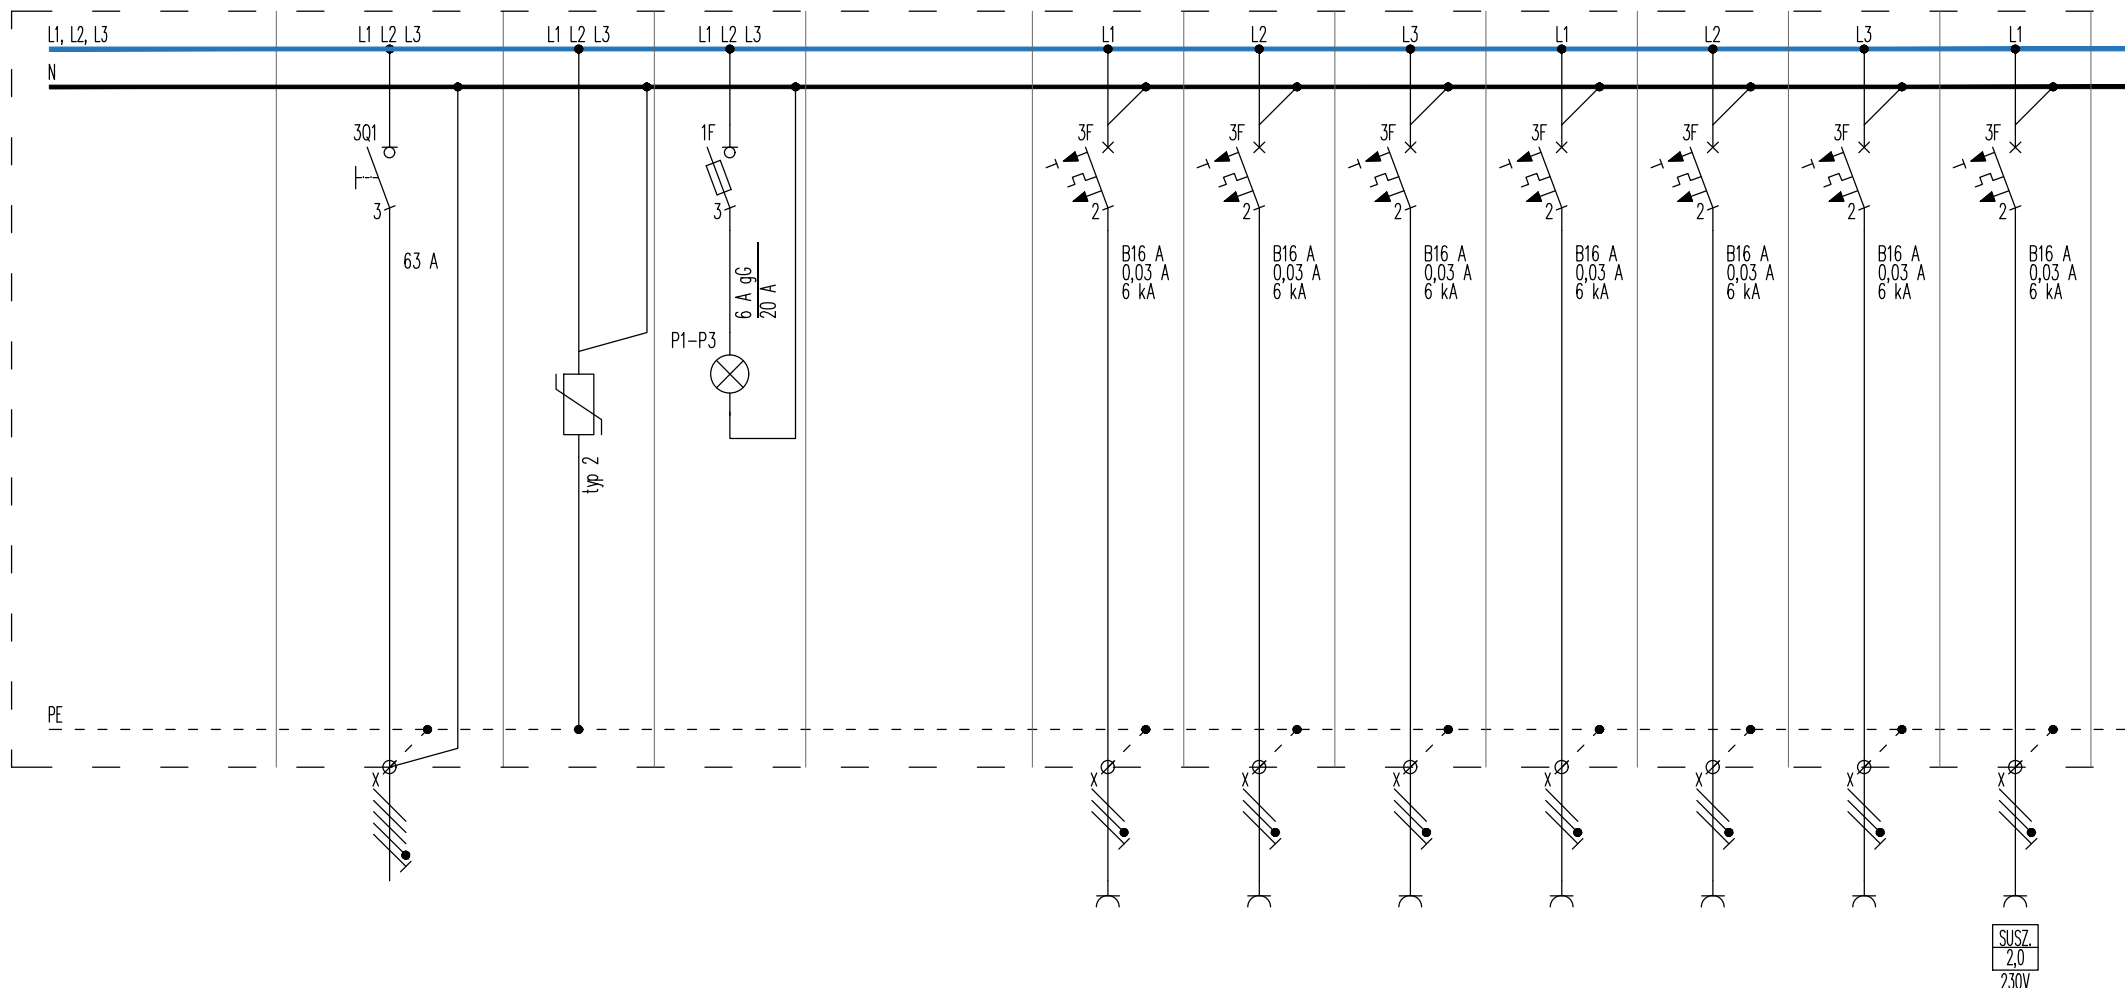 L1, L2, L3
L1 L2 L3
L1 L2 L3
L1 L2 L3
L1
L2
L3
L1
L2
L3
L1
N
3Q1
1F
3F
3F
3F
3F
3F
3F
3F
3
3
2
2
2
2
2
2
2
63 A
6 A gG
20 A
B16 A
0,03 A
6 kA
B16 A
0,03 A
6 kA
B16 A
0,03 A
6 kA
B16 A
0,03 A
6 kA
B16 A
0,03 A
6 kA
B16 A
0,03 A
6 kA
B16 A
0,03 A
6 kA
P1-P3
typ 2
PE
X
X
X
X
X
X
X
X
SUSZ.
2,0
230V